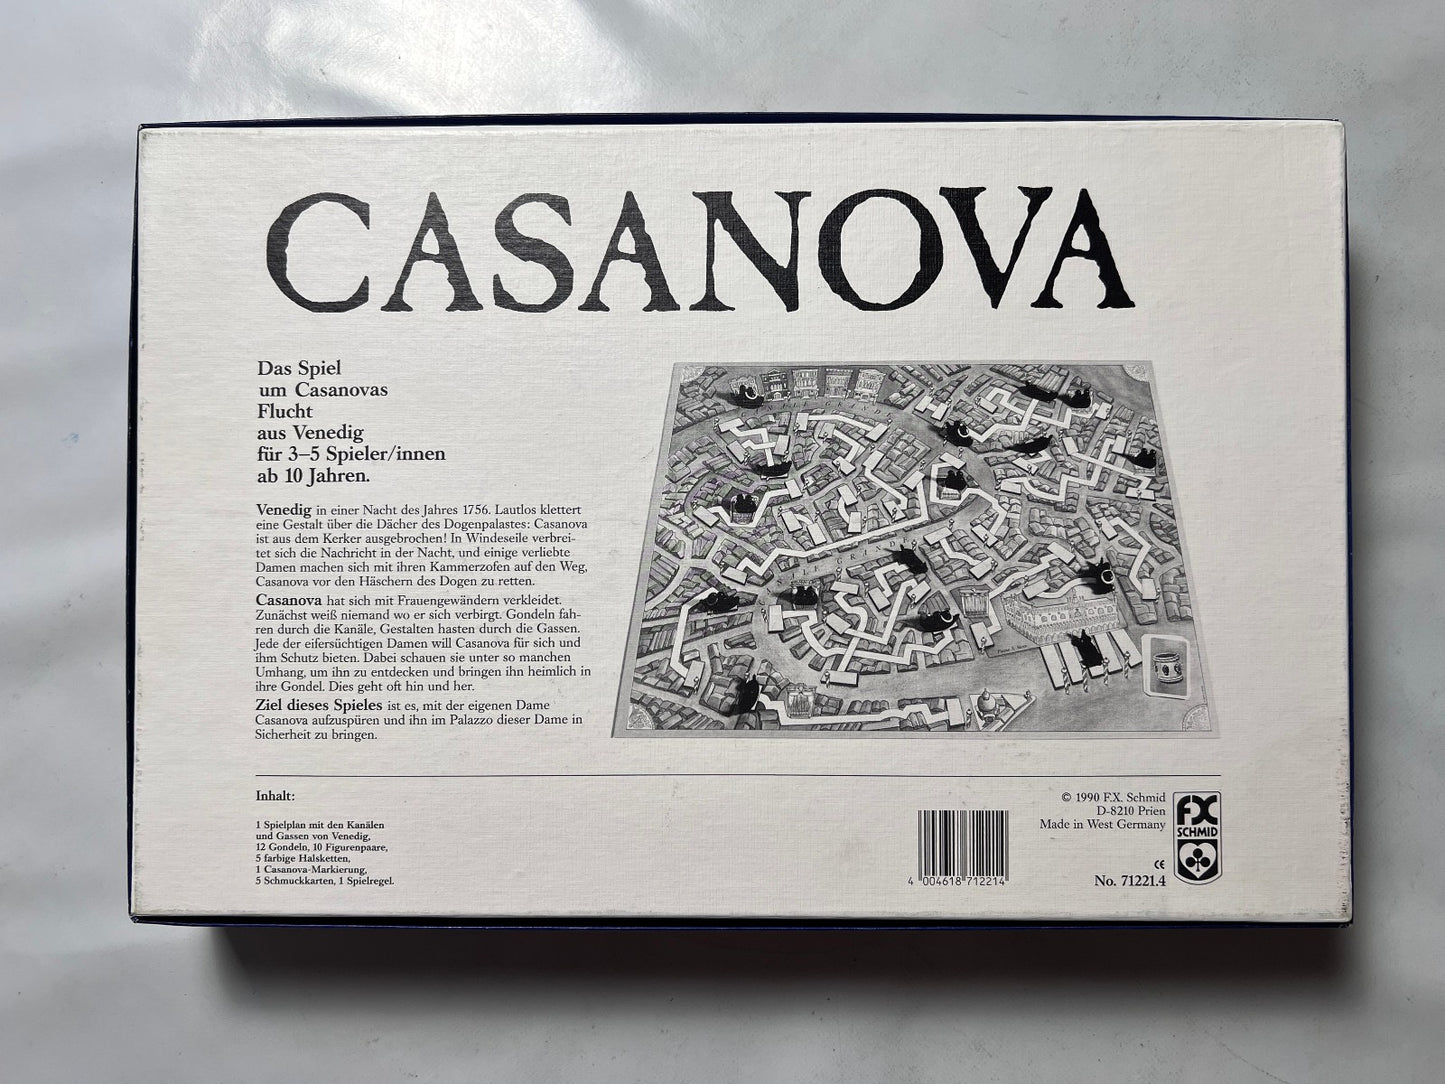 CASANOVA
Das Spiel
um Casanovas
Flucht
aus Venedig
für 3–5 Spieler/innen
ab 10 Jahren.
Venedig in einer Nacht des Jahres 1756. Lautlos klettert
eine Gestalt über die Dächer des Dogenpalastes: Casanova
ist aus dem Kerker ausgebrochen! In Windeseile verbrei-
tet sich die Nachricht in der Nacht, und einige verliebte
Damen machen sich mit ihren Kammerzofen auf den Weg,
Casanova vor den Häschern des Dogen zu retten.
Casanova hat sich mit Frauengewändern verkleidet.
Zunächst weiß niemand wo er sich verbirgt. Gondeln fah-
ren durch die Kanäle, Gestalten hasten durch die Gassen.
Jede der eifersüchtigen Damen will Casanova für sich und
ihm Schutz bieten. Dabei schauen sie unter so manchen
Umhang, um ihn zu entdecken und bringen ihn heimlich in
ihre Gondel. Dies geht oft hin und her.
Ziel dieses Spieles ist es, mit der eigenen Dame
Casanova aufzuspüren und ihn im Palazzo dieser Dame in
Sicherheit zu bringen.
Inhalt:
1 Spielplan mit den Kanälen
und Gassen von Venedig,
12 Gondeln, 10 Figurenpaare,
5 farbige Halsketten,
1 Casanova-Markierung,
5 Schmuckkarten, 1 Spielregel.
4 004618 712214
© 1990 F.X. Schmid
D-8210 Prien
Made in West Germany
CE
No. 71221.4
FX
SCHMID